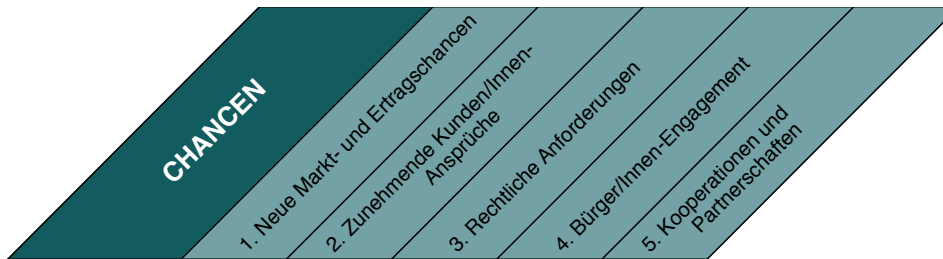 CHANCEN
1. Neue Markt- und Ertragschancen
2. Zunehmende Kunden/Innen-
Ansprüche
3. Rechtliche Anforderungen
4. Bürger/Innen-Engagement
5. Kooperationen und
Partnerschaften